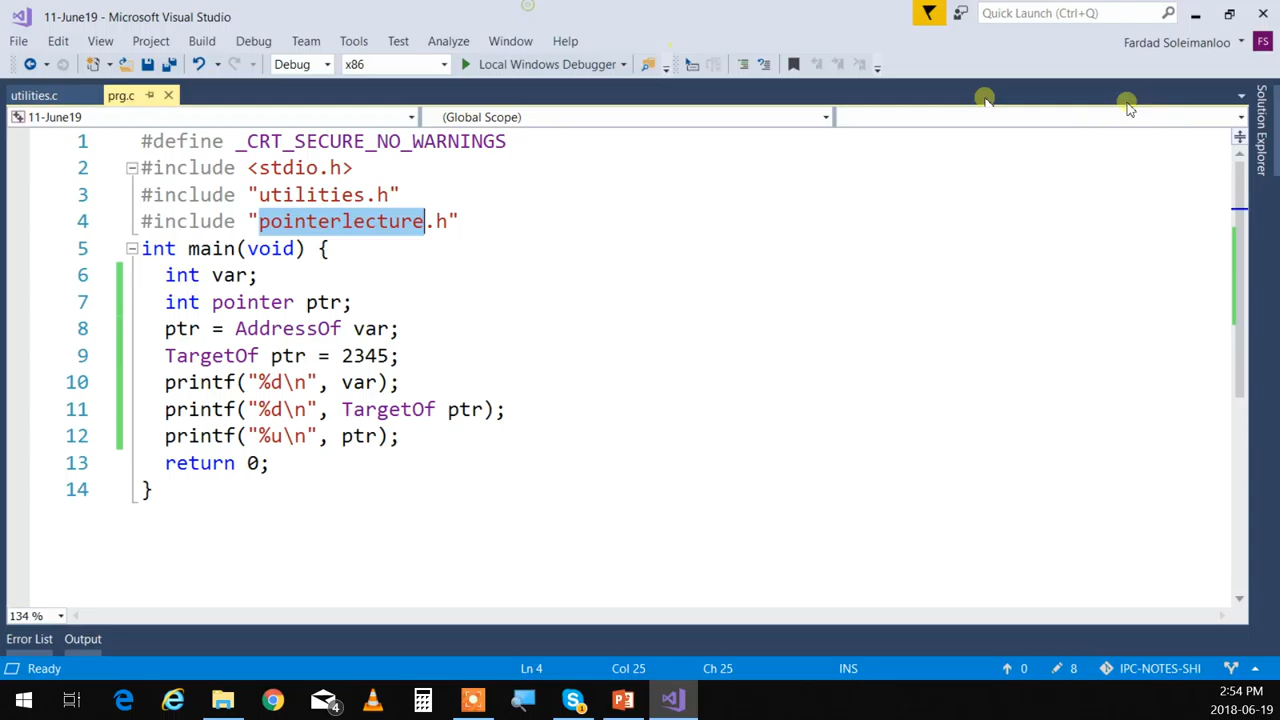 11-June19 - Microsoft Visual Studio
Quick Launch (Ctrl+Q)
File Edit View Project Build Debug Team Tools Test Analyze Window Help
Fardad Soleimanloo FS
Debug x86 Local Windows Debugger
utilities.c prg.c
11-June19 (Global Scope)
Solution Explorer
1 #define _CRT_SECURE_NO_WARNINGS
2 #include <stdio.h>
3 #include "utilities.h"
4 #include "pointerlecture.h"
5 int main(void) {
6 int var;
7 int pointer ptr;
8 ptr = AddressOf var;
9 TargetOf ptr = 2345;
10 printf("%d\n", var);
11 printf("%d\n", TargetOf ptr);
12 printf("%u\n", ptr);
13 return 0;
14 }
134 %
Error List Output
Ready Ln 4 Col 25 Ch 25 INS 0 8 IPC-NOTES-SHI
4 1 2:54 PM
2018-06-19